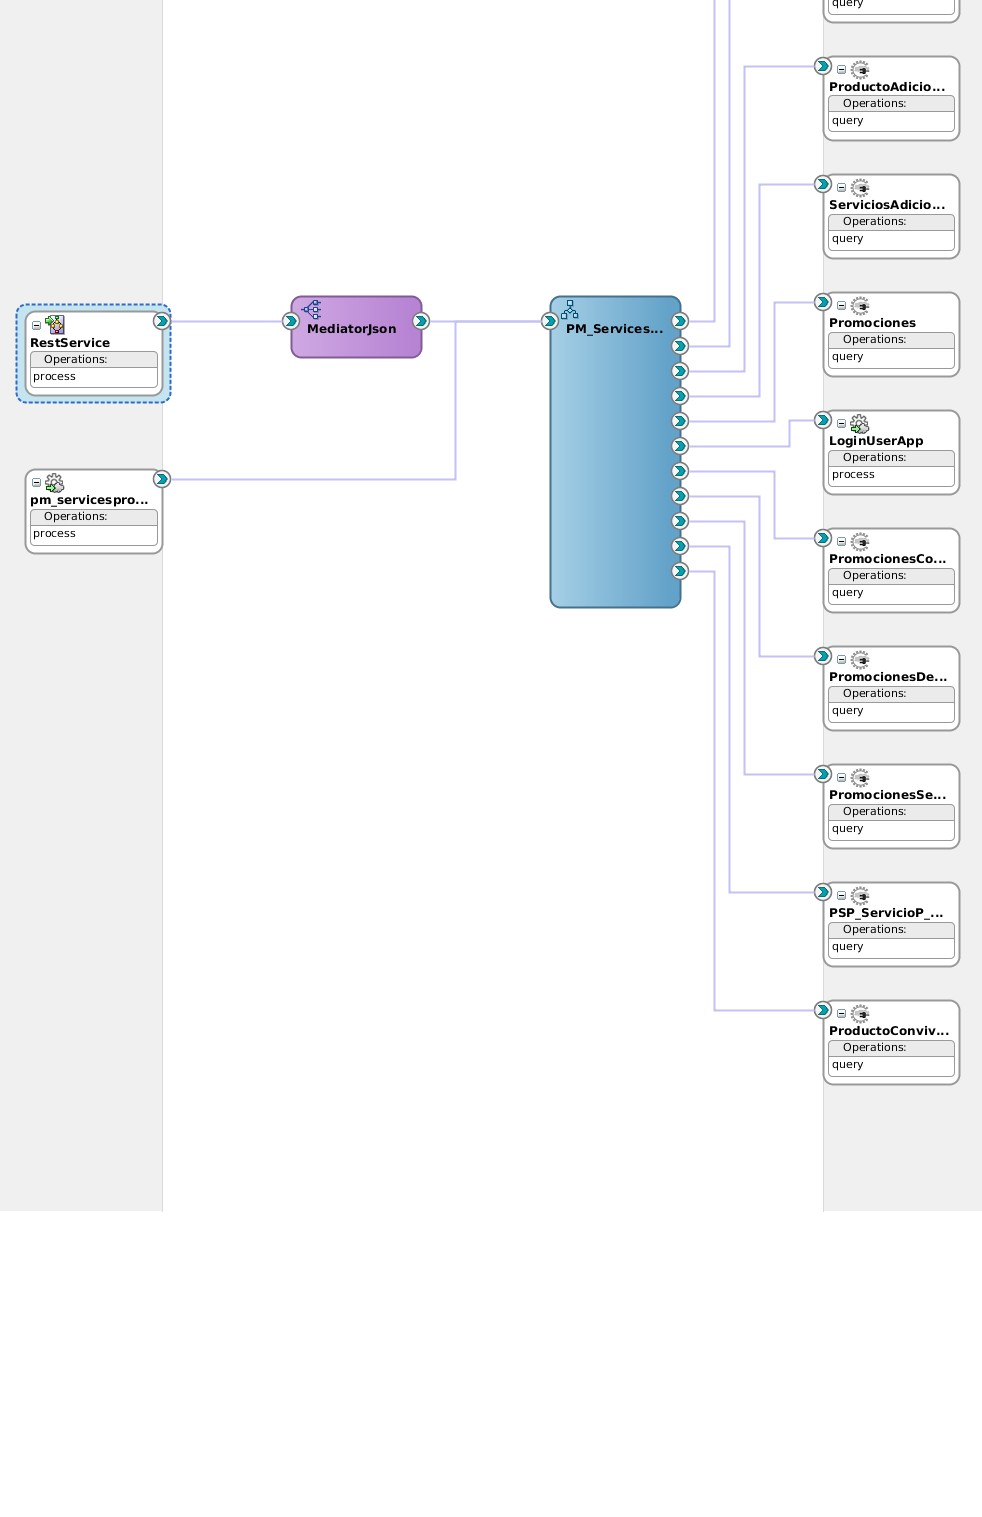 query
ProductoAdicio...
Operations:
query
ServiciosAdicio...
Operations:
query
RestService
Operations:
process
MediatorJson
PM_Services...
Promociones
Operations:
query
pm_servicespro...
Operations:
process
LoginUserApp
Operations:
process
PromocionesCo...
Operations:
query
PromocionesDe...
Operations:
query
PromocionesSe...
Operations:
query
PSP_ServicioP_...
Operations:
query
ProductoConviv...
Operations:
query